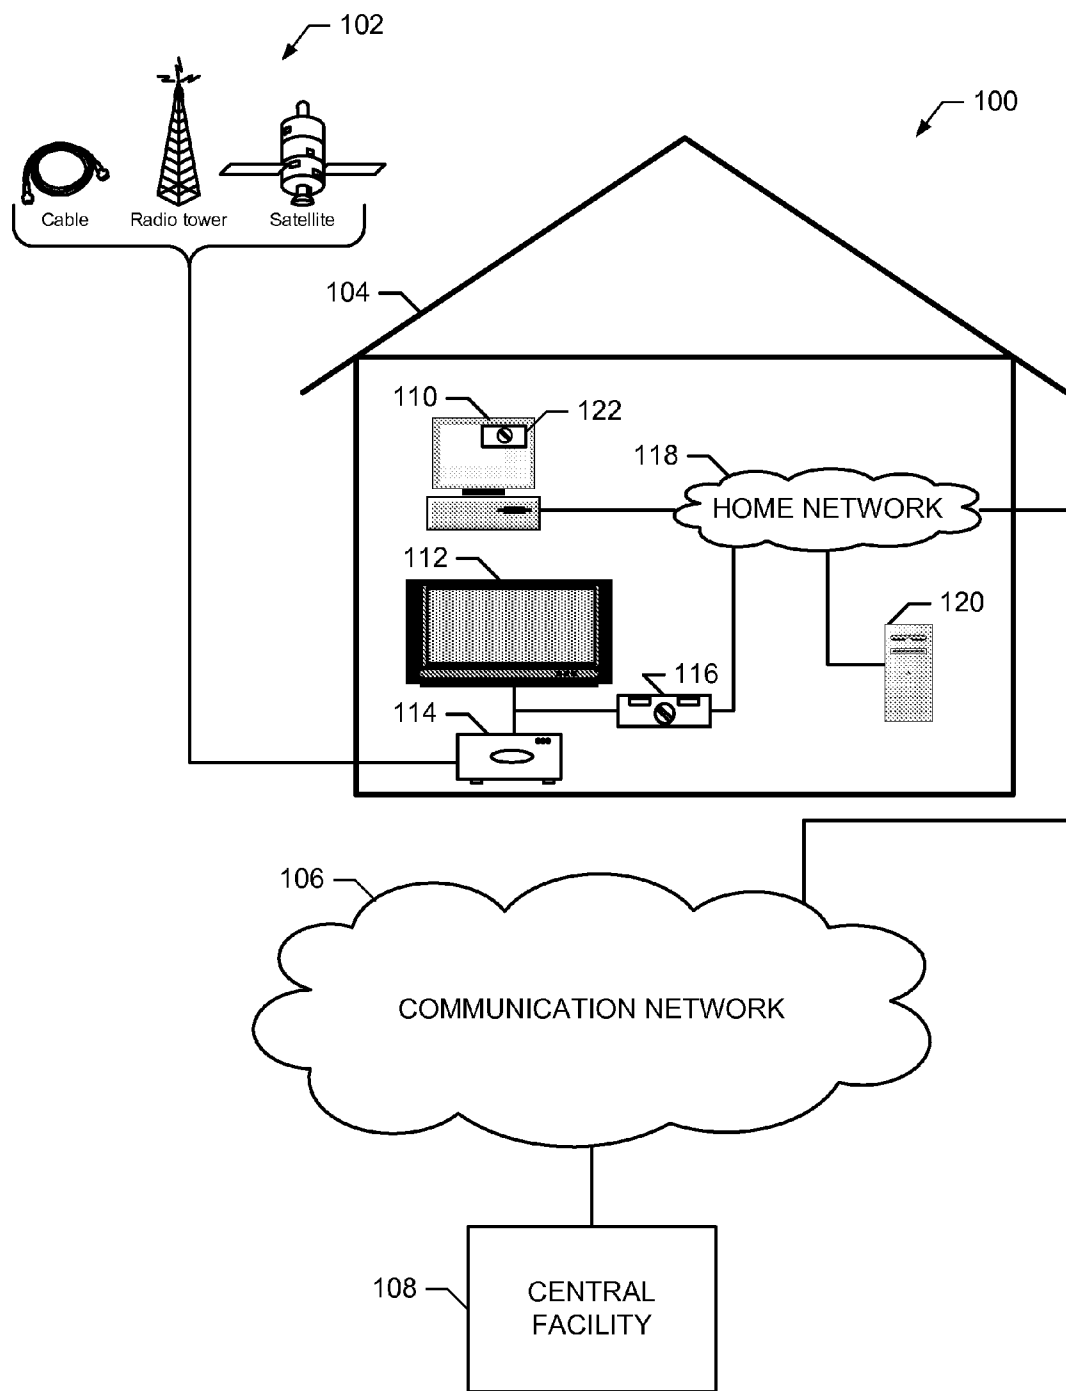 102
100
Cable
Radio tower
Satellite
104
110
122
118
HOME NETWORK
112
120
116
114
106
COMMUNICATION NETWORK
108
CENTRAL
FACILITY